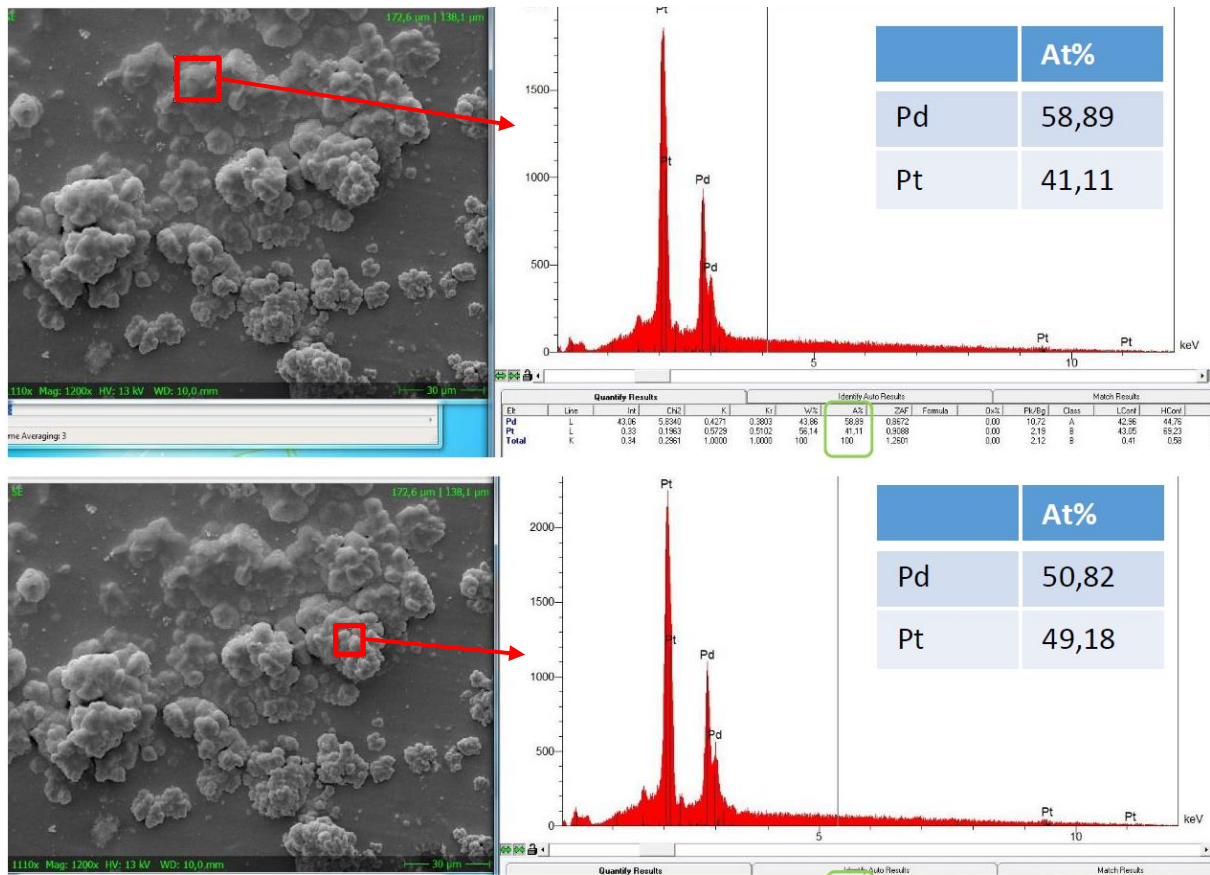 SE
172,6 µm | 138,1 µm
1110x Mag: 1200x HV: 13 kV WD: 10,0 mm
30 µm
me Averaging: 3
1500
1000
500
0
5
10
keV
Pt
Pt
Pd
Pd
Pt
Pt
At%
Pd 58,89
Pt 41,11
Quantify Results Identify Auto Results Match Results
Elt Line Int Chi2 K Kr W% A% ZAF Formula Ox% Pk/Bg Class LConf HConf
Pd L 43,06 5,8340 0,4271 0,3803 43,86 58,89 0,8672 0,00 10,72 A 42,96 44,76
Pt L 0,33 0,1963 0,5729 0,5102 56,14 41,11 0,9088 0,00 2,19 B 43,05 69,23
Total K 0,34 0,2961 1,0000 1,0000 100 100 1,2601 0,00 2,12 B 0,41 0,58
SE
172,6 µm | 138,1 µm
1110x Mag: 1200x HV: 13 kV WD: 10,0 mm
30 µm
2000
1500
1000
500
0
5
10
keV
Pt
Pt
Pd
Pd
Pt
Pt
At%
Pd 50,82
Pt 49,18
Quantify Results Identify Auto Results Match Results